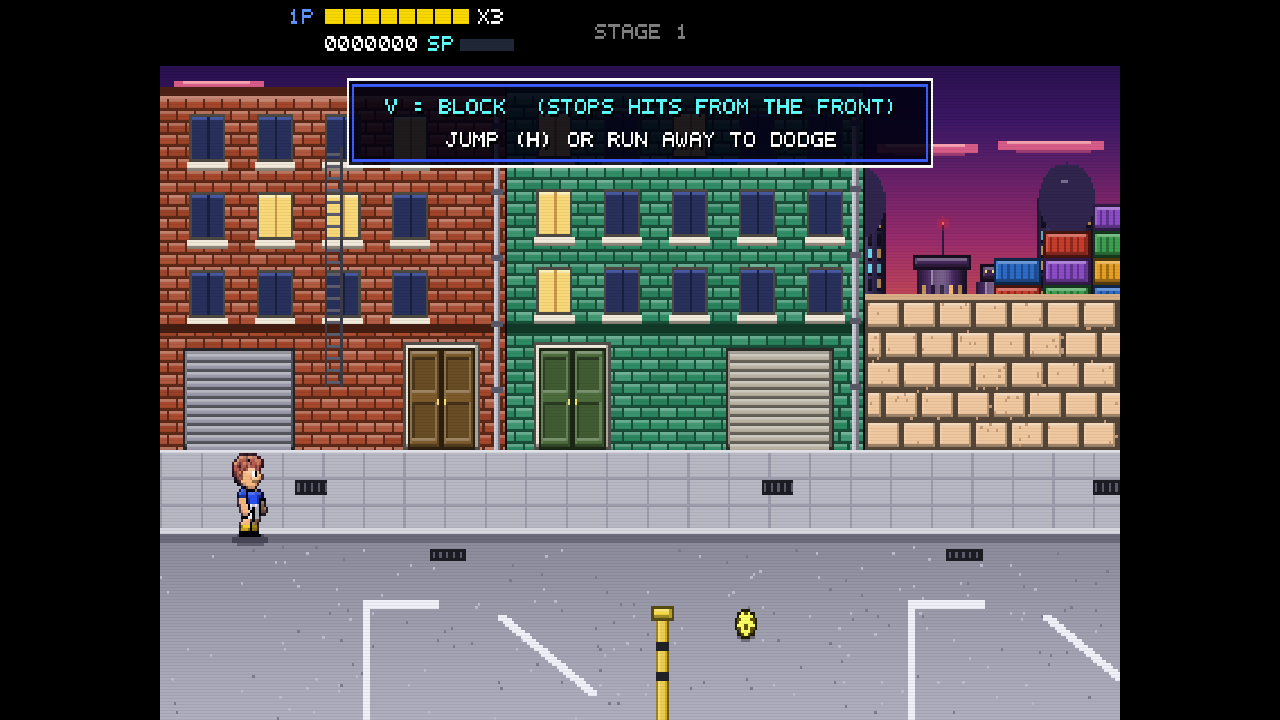 1P X3
0000000 SP
STAGE 1
V : BLOCK (STOPS HITS FROM THE FRONT)
JUMP (H) OR RUN AWAY TO DODGE